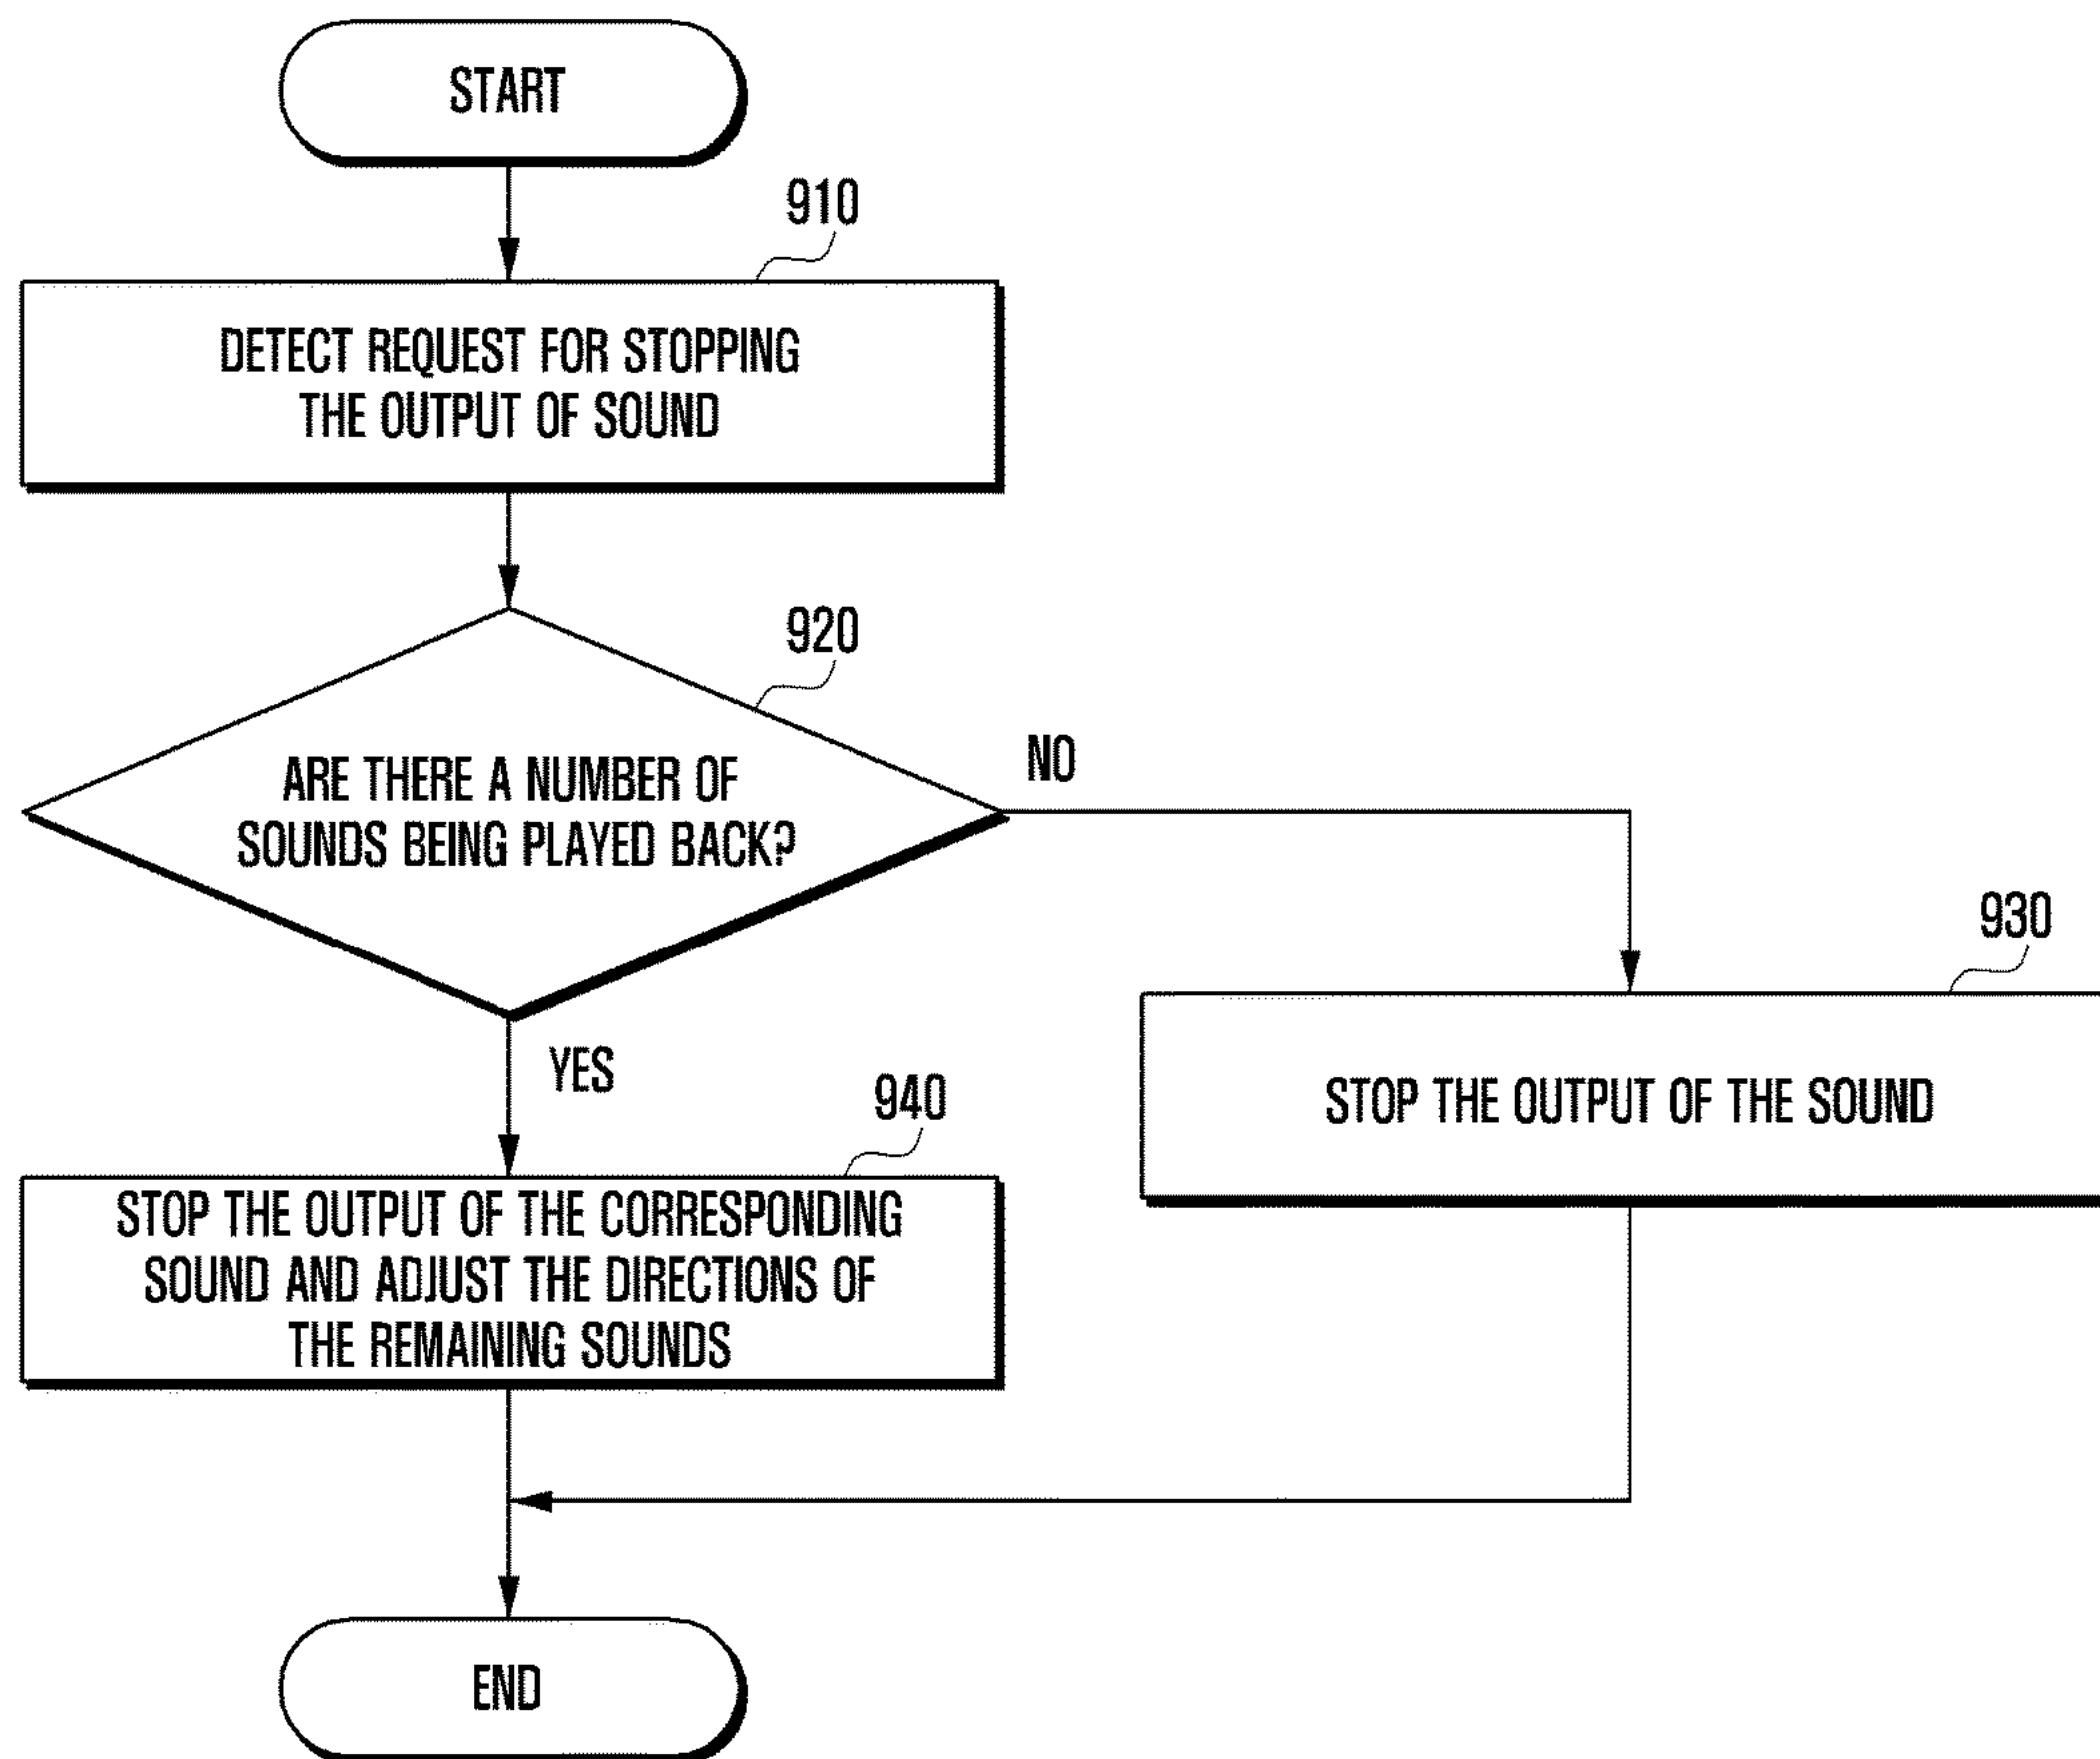 START
910
DETECT REQUEST FOR STOPPING
THE OUTPUT OF SOUND
920
ARE THERE A NUMBER OF
SOUNDS BEING PLAYED BACK?
NO
930
STOP THE OUTPUT OF THE SOUND
YES
940
STOP THE OUTPUT OF THE CORRESPONDING
SOUND AND ADJUST THE DIRECTIONS OF
THE REMAINING SOUNDS
END